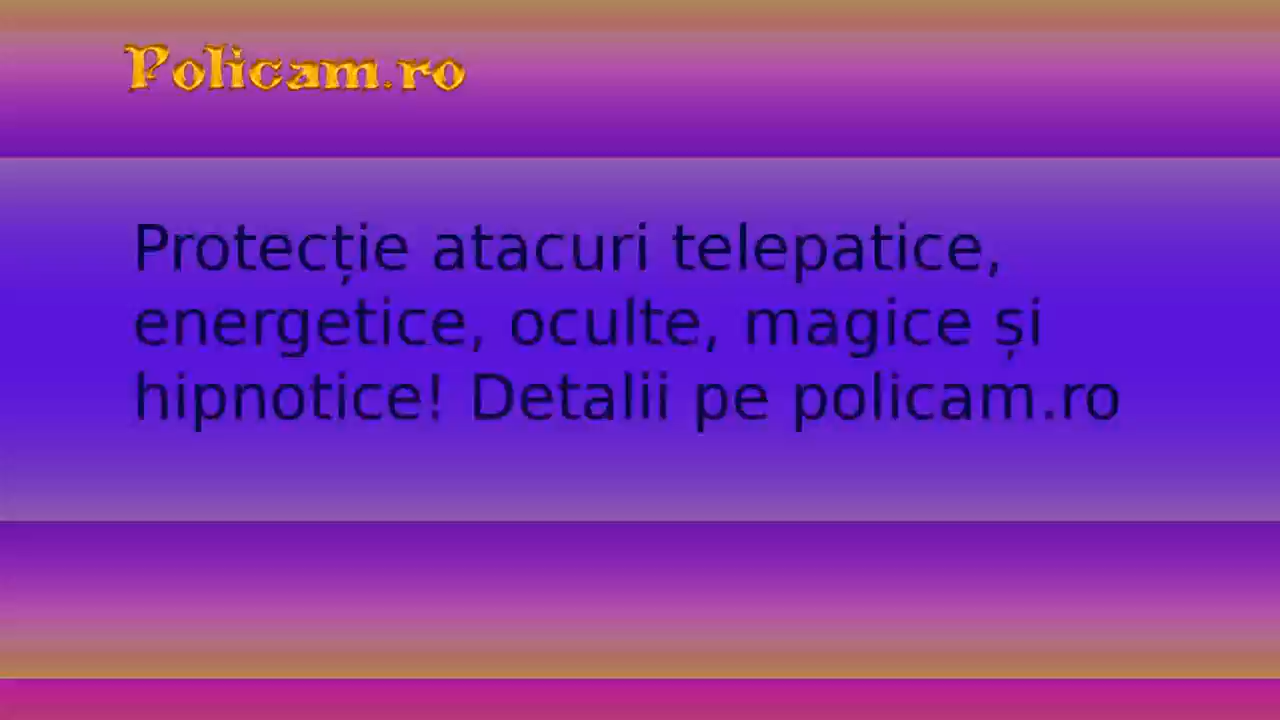 Policam.ro
Protecție atacuri telepatice,
energetice, oculte, magice și
hipnotice! Detalii pe policam.ro